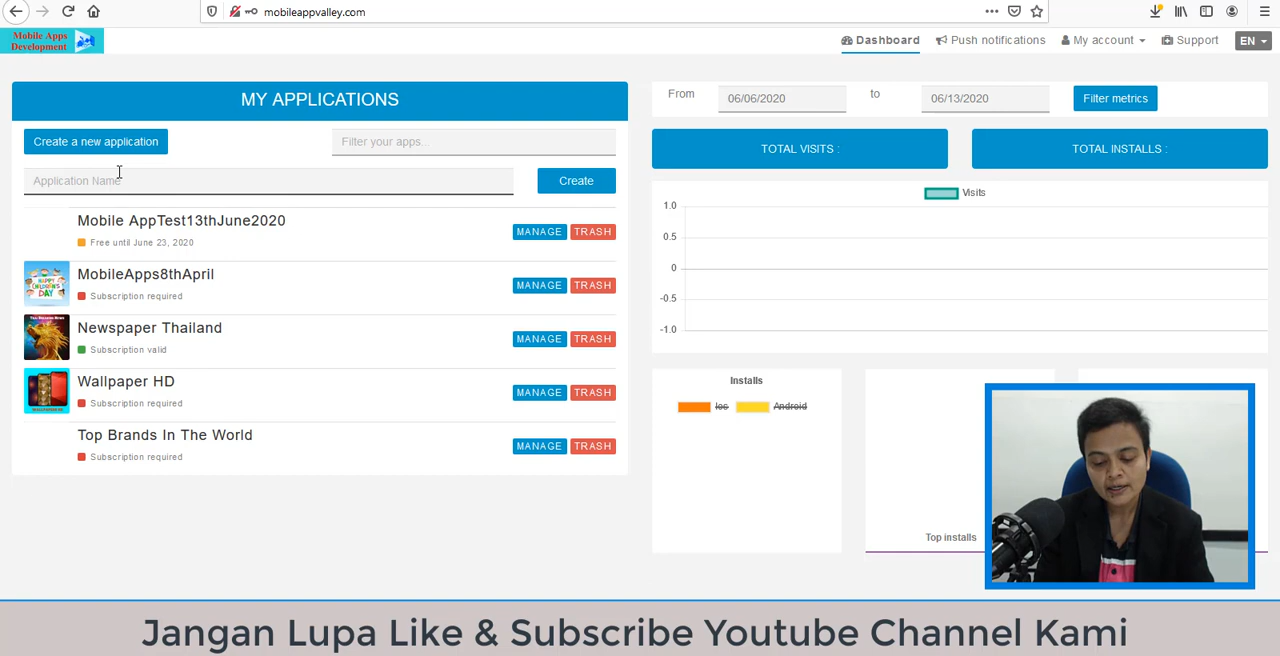 mobileappvalley.com
Mobile Apps
Development
Dashboard
Push notifications
My account
Support
EN
MY APPLICATIONS
Create a new application
Filter your apps...
Application Name
Create
Mobile AppTest13thJune2020
Free until June 23, 2020
MANAGE
TRASH
HAPPY
CHILDREN'S
DAY
MobileApps8thApril
Subscription required
MANAGE
TRASH
Newspaper Thailand
Subscription valid
MANAGE
TRASH
Wallpaper HD
Subscription required
MANAGE
TRASH
Top Brands In The World
Subscription required
MANAGE
TRASH
From
06/06/2020
to
06/13/2020
Filter metrics
TOTAL VISITS :
TOTAL INSTALLS :
Visits
1.0
0.5
0
-0.5
-1.0
Installs
Ios
Android
Top installs
Jangan Lupa Like & Subscribe Youtube Channel Kami